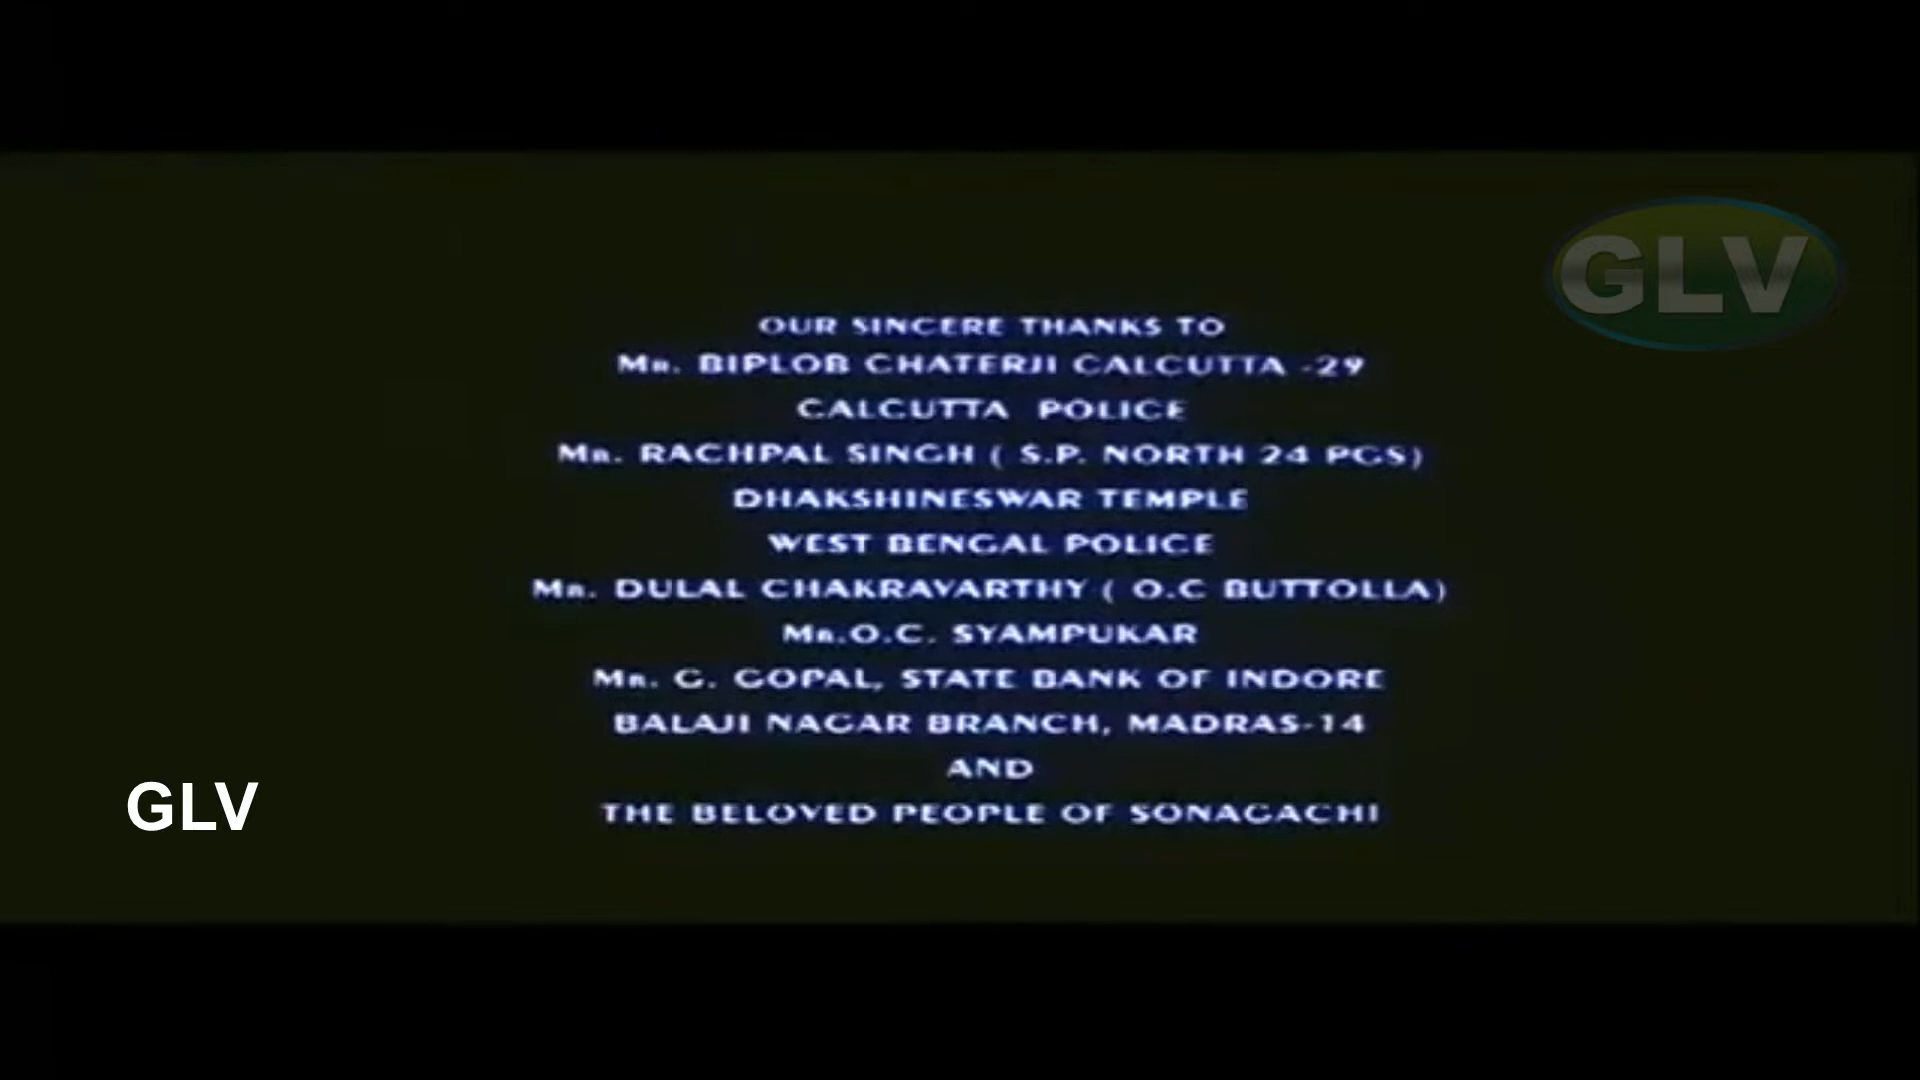 GLV
OUR SINCERE THANKS TO
MR. BIPLOB CHATERJI CALCUTTA -29
CALCUTTA POLICE
MR. RACHPAL SINGH ( S.P. NORTH 24 PGS)
DHAKSHINESWAR TEMPLE
WEST BENGAL POLICE
MR. DULAL CHAKRAVARTHY ( O.C BUTTOLLA)
MR.O.C. SYAMPUKAR
MR. G. GOPAL, STATE BANK OF INDORE
BALAJI NAGAR BRANCH, MADRAS-14
AND
THE BELOVED PEOPLE OF SONAGACHI
GLV